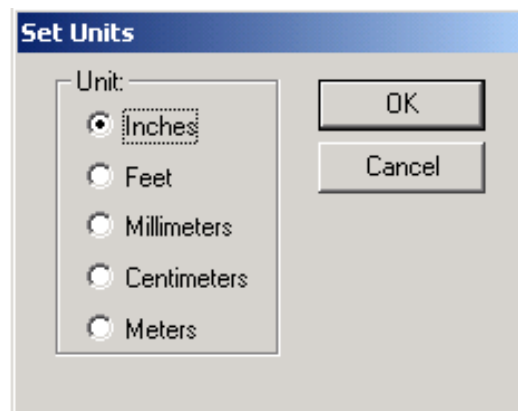 Set Units
Unit:
Inches
Feet
Millimeters
Centimeters
Meters
OK
Cancel